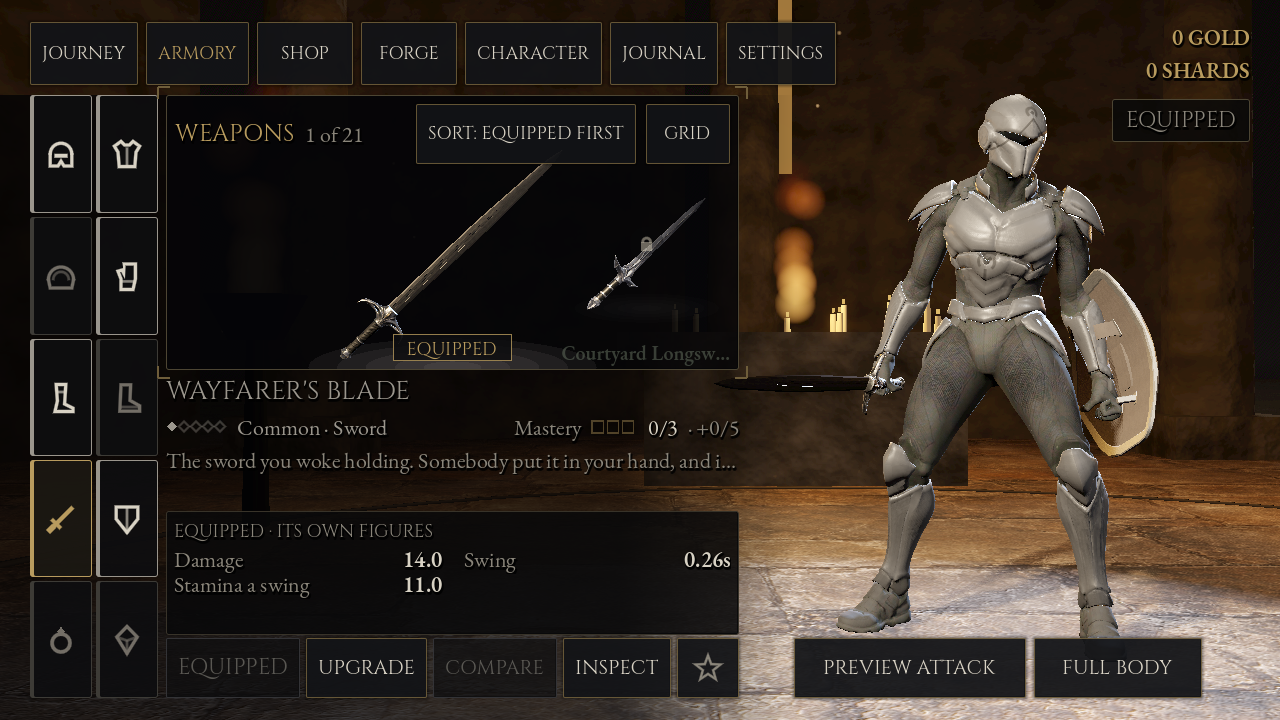 JOURNEY
ARMORY
SHOP
FORGE
CHARACTER
JOURNAL
SETTINGS
0 GOLD
0 SHARDS
EQUIPPED
WEAPONS 1 of 21
SORT: EQUIPPED FIRST
GRID
EQUIPPED
Courtyard Longsw...
WAYFARER'S BLADE
Common · Sword
Mastery 0/3 · +0/5
The sword you woke holding. Somebody put it in your hand, and i...
EQUIPPED · ITS OWN FIGURES
Damage 14.0 Swing 0.26s
Stamina a swing 11.0
EQUIPPED
UPGRADE
COMPARE
INSPECT
PREVIEW ATTACK
FULL BODY